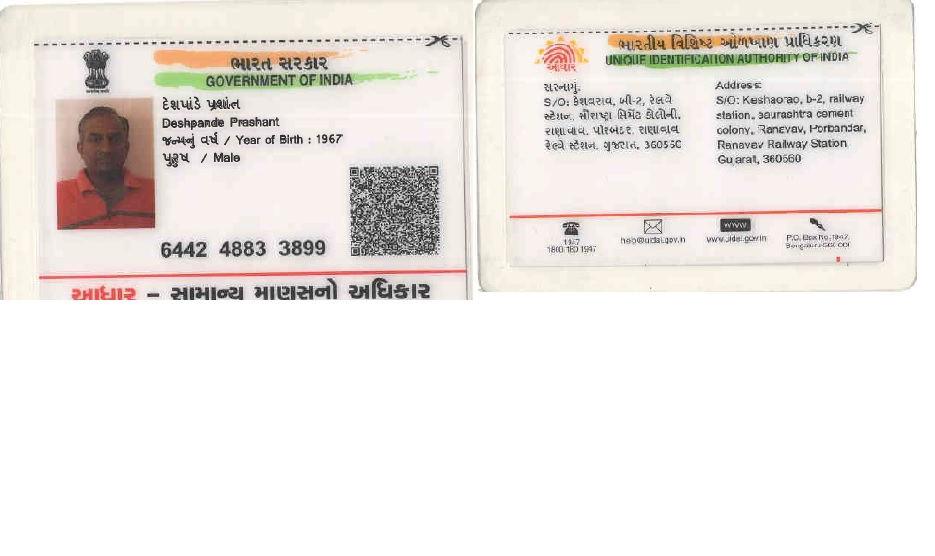 ભારત સરકાર
GOVERNMENT OF INDIA
દેશપાંડે પ્રશાંત
Deshpande Prashant
જન્મનું વર્ષ / Year of Birth : 1967
પુરુષ / Male
6442 4883 3899
આધાર – સામાન્ય માણસનો અધિકાર
ભારતીય વિશિષ્ટ ઓળખાણ પ્રાધિકરણ
UNIQUE IDENTIFICATION AUTHORITY OF INDIA
આધાર
સરનામું:
S/O: કેશવરાવ, બી-2, રેલવે
સ્ટેશન, સૌરાષ્ટ્ર સિમેંટ કોલોની,
રાણાવાવ, પોરબંદર, રાણાવાવ
રેલ્વે સ્ટેશન, ગુજરાત, 360560
Address:
S/O: Keshaorao, b-2, railway
station, saurashtra cement
colony, Ranavav, Porbandar,
Ranavav Railway Station,
Gujarat, 360560
1947
1800 180 1947
help@uidai.gov.in
WWW
www.uidai.gov.in
P.O. Box No.1947,
Bengaluru-560 001